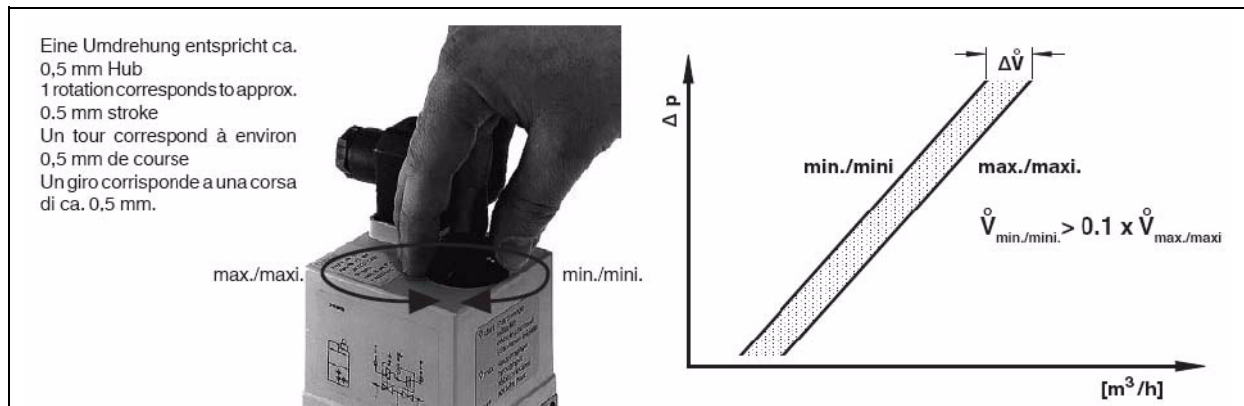 Eine Umdrehung entspricht ca.
0,5 mm Hub
1 rotation corresponds to approx.
0.5 mm stroke
Un tour correspond à environ
0,5 mm de course
Un giro corrisponde a una corsa
di ca. 0,5 mm.
max./maxi.
min./mini.
Δ p
ΔV̊
min./mini
max./maxi.
V̊min./mini.> 0.1 x V̊max./maxi
[m³/h]